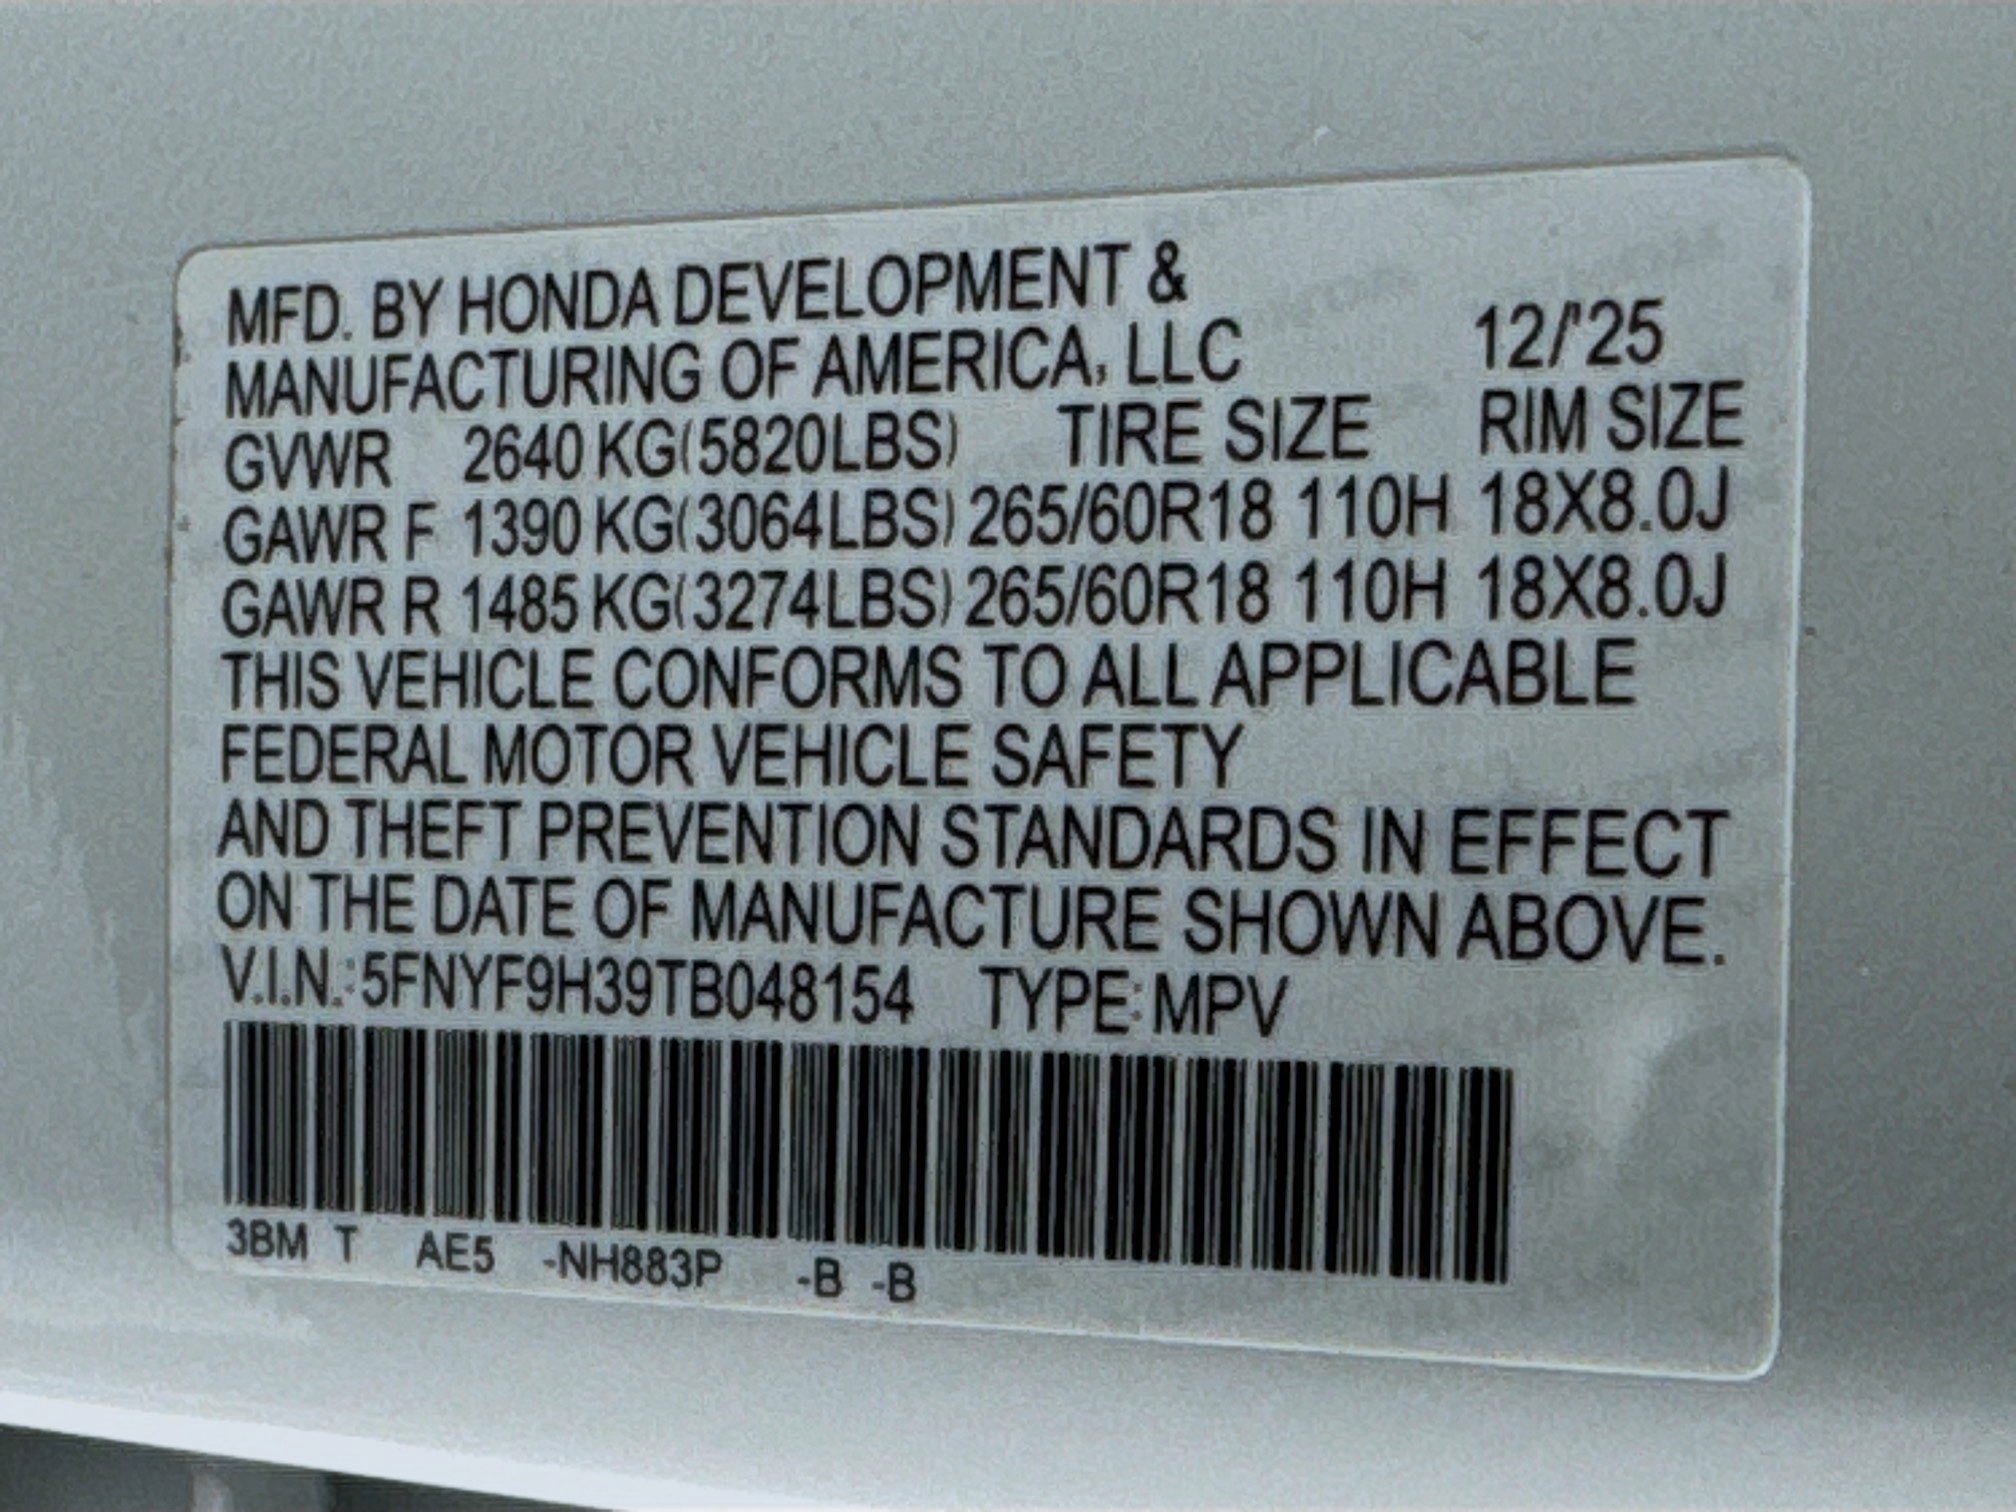 MFD. BY HONDA DEVELOPMENT &
MANUFACTURING OF AMERICA, LLC 12/'25
GVWR 2640 KG(5820LBS) TIRE SIZE RIM SIZE
GAWR F 1390 KG(3064LBS) 265/60R18 110H 18X8.0J
GAWR R 1485 KG(3274LBS) 265/60R18 110H 18X8.0J
THIS VEHICLE CONFORMS TO ALL APPLICABLE
FEDERAL MOTOR VEHICLE SAFETY
AND THEFT PREVENTION STANDARDS IN EFFECT
ON THE DATE OF MANUFACTURE SHOWN ABOVE.
V.I.N.:5FNYF9H39TB048154 TYPE:MPV
3BM T AE5 -NH883P -B -B